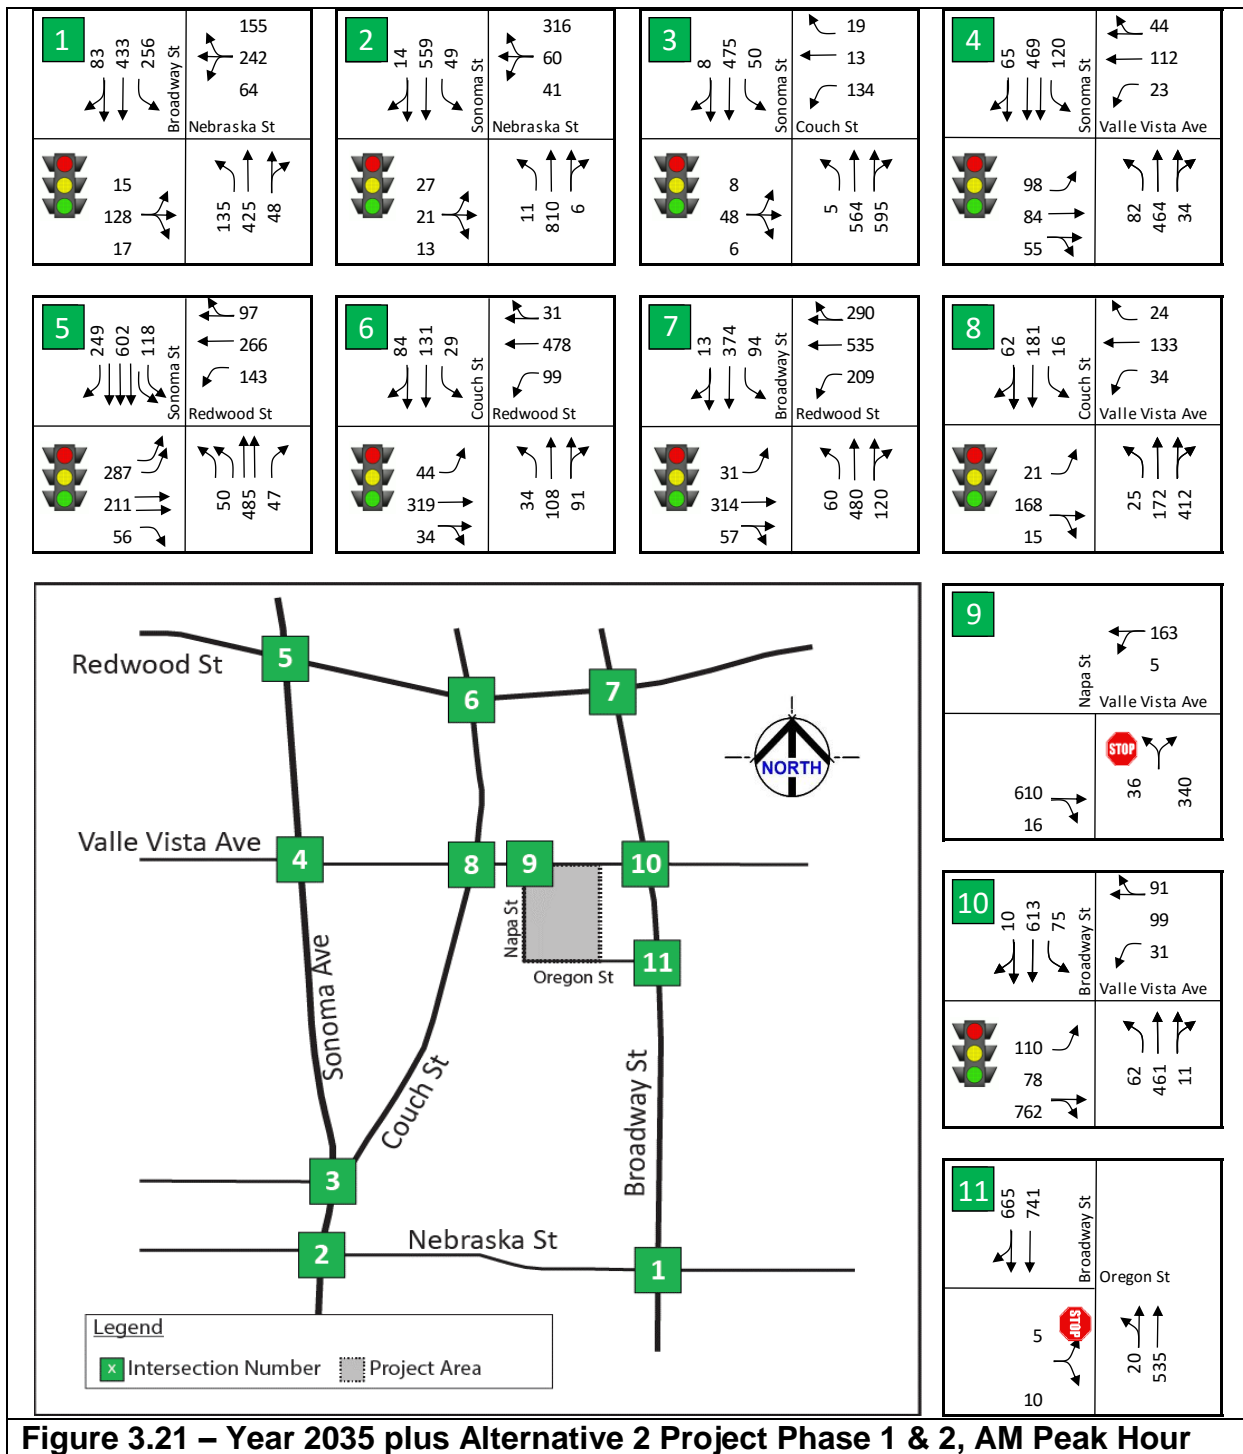 1
83 433 256
Broadway St
155
242
64
Nebraska St
15
128
17
135 425 48
2
14 559 49
Sonoma St
316
60
41
Nebraska St
27
21
13
11 810 6
3
8 475 50
Sonoma St
19
13
134
Couch St
8
48
6
5 564 595
4
65 469 120
Sonoma St
44
112
23
Valle Vista Ave
98
84
55
82 464 34
5
249 602 118
Sonoma St
97
266
143
Redwood St
287
211
56
50 485 47
6
84 131 29
Couch St
31
478
99
Redwood St
44
319
34
34 108 91
7
13 374 94
Broadway St
290
535
209
Redwood St
31
314
57
60 480 120
8
62 181 16
Couch St
24
133
34
Valle Vista Ave
21
168
15
25 172 412
9
Napa St
163
5
Valle Vista Ave
610
16
STOP
36 340
10
10 613 75
Broadway St
91
99
31
Valle Vista Ave
110
78
762
62 461 11
11
665 741
Broadway St
Oregon St
5
STOP
10
20 535
Redwood St
5
6
7
NORTH
Valle Vista Ave
4
8
9
10
Napa St
Oregon St
11
Sonoma Ave
Couch St
Broadway St
3
2
Nebraska St
1
Legend
x Intersection Number
Project Area
Figure 3.21 – Year 2035 plus Alternative 2 Project Phase 1 & 2, AM Peak Hour